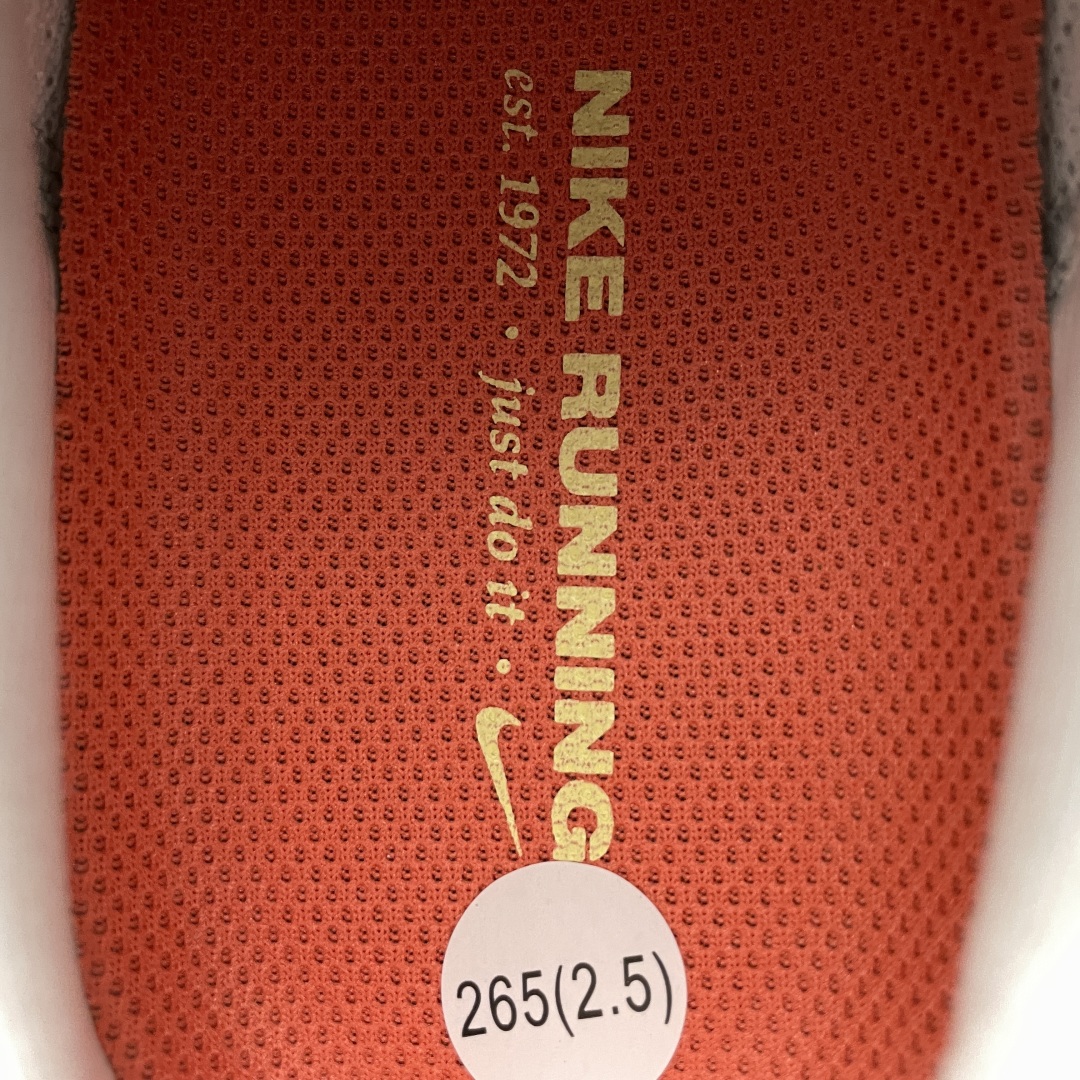 NIKE RUNNING
est. 1972 • just do it •
265(2.5)